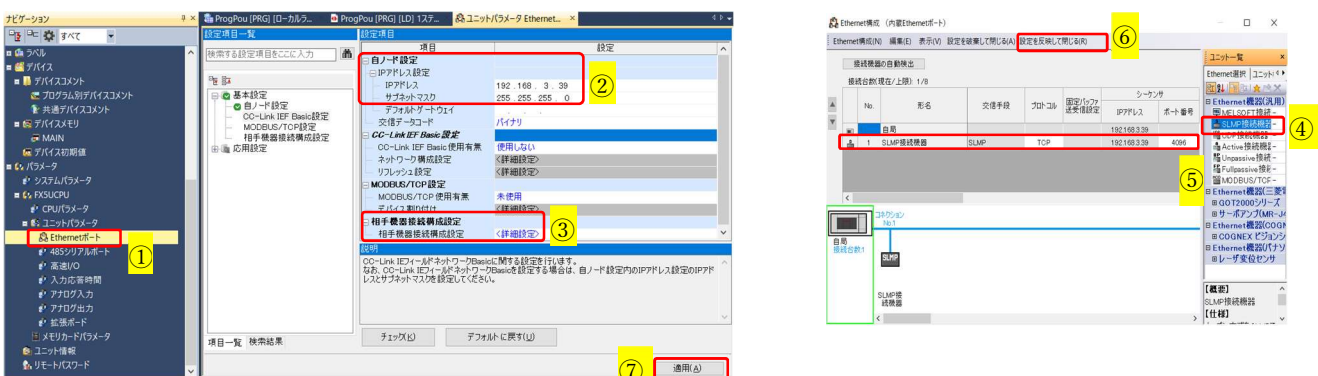 ナビゲーション
すべて
ラベル
デバイス
デバイスコメント
プログラム別デバイスコメント
共通デバイスコメント
デバイスメモリ
MAIN
デバイス初期値
パラメータ
システムパラメータ
FX5UCPU
CPUパラメータ
ユニットパラメータ
Ethernetポート
①
485シリアルポート
高速I/O
入力応答時間
アナログ入力
アナログ出力
拡張ボード
メモリカードパラメータ
ユニット情報
リモートパスワード
ProgPou [PRG] [ローカルラ...
ProgPou [PRG] [LD] 1ステ...
ユニットパラメータ Ethernet...
設定項目一覧
検索する設定項目をここに入力
基本設定
自ノード設定
CC-Link IEF Basic設定
MODBUS/TCP設定
相手機器接続構成設定
応用設定
項目一覧 検索結果
設定項目
項目 設定
自ノード設定
IPアドレス設定
IPアドレス 192 . 168 . 3 . 39
サブネットマスク 255 . 255 . 255 . 0
②
デフォルトゲートウェイ . . .
交信データコード バイナリ
CC-Link IEF Basic 設定
CC-Link IEF Basic使用有無 使用しない
ネットワーク構成設定 <詳細設定>
リフレッシュ設定 <詳細設定>
MODBUS/TCP設定
MODBUS/TCP使用有無 未使用
デバイス割り付け <詳細設定>
相手機器接続構成設定
相手機器接続構成設定 <詳細設定>
③
説明
CC-Link IEフィールドネットワークBasicに関する設定を行います。
なお、CC-Link IEフィールドネットワークBasicを設定する場合は、自ノード設定内のIPアドレス設定のIPアド
レスとサブネットマスクを設定してください。
チェック(K) デフォルトに戻す(U)
⑦
適用(A)
Ethernet構成 (内蔵Ethernetポート)
Ethernet構成(N) 編集(E) 表示(V) 設定を破棄して閉じる(A) 設定を反映して閉じる(R)
⑥
接続機器の自動検出
接続台数(現在/上限): 1/8
No. 形名 交信手段 プロトコル 固定バッファ
送受信設定
シーケンサ
IPアドレス ポート番号
自局 192.168.3.39
1 SLMP接続機器 SLMP TCP 192.168.3.39 4096
⑤
コネクション
No.1
自局
接続台数:1
SLMP
SLMP接
続機器
ユニット一覧
Ethernet選択 ユニット
Ethernet機器(汎用)
MELSOFT接続
SLMP接続機器
④
Active接続機
Unpassive接続
Fullpassive接
MODBUS/TCP
Ethernet機器(三菱
GOT2000シリーズ
サーボアンプ(MR-J4
Ethernet機器(COGN
COGNEX ビジョンシ
Ethernet機器(パナソ
レーザ変位センサ
【概要】
SLMP接続機器
【仕様】